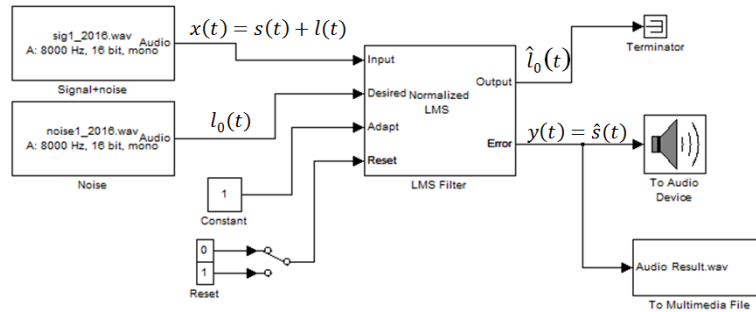 sig1_2016.wav
A: 8000 Hz, 16 bit, mono
Audio
Signal+noise
x(t) = s(t) + l(t)
noise1_2016.wav
A: 8000 Hz, 16 bit, mono
Audio
Noise
l₀(t)
1
Constant
0
1
Reset
Input
Desired
Adapt
Reset
Normalized
LMS
Output
Error
LMS Filter
l̂₀(t)
Terminator
y(t) = ŝ(t)
To Audio
Device
Audio Result.wav
To Multimedia File